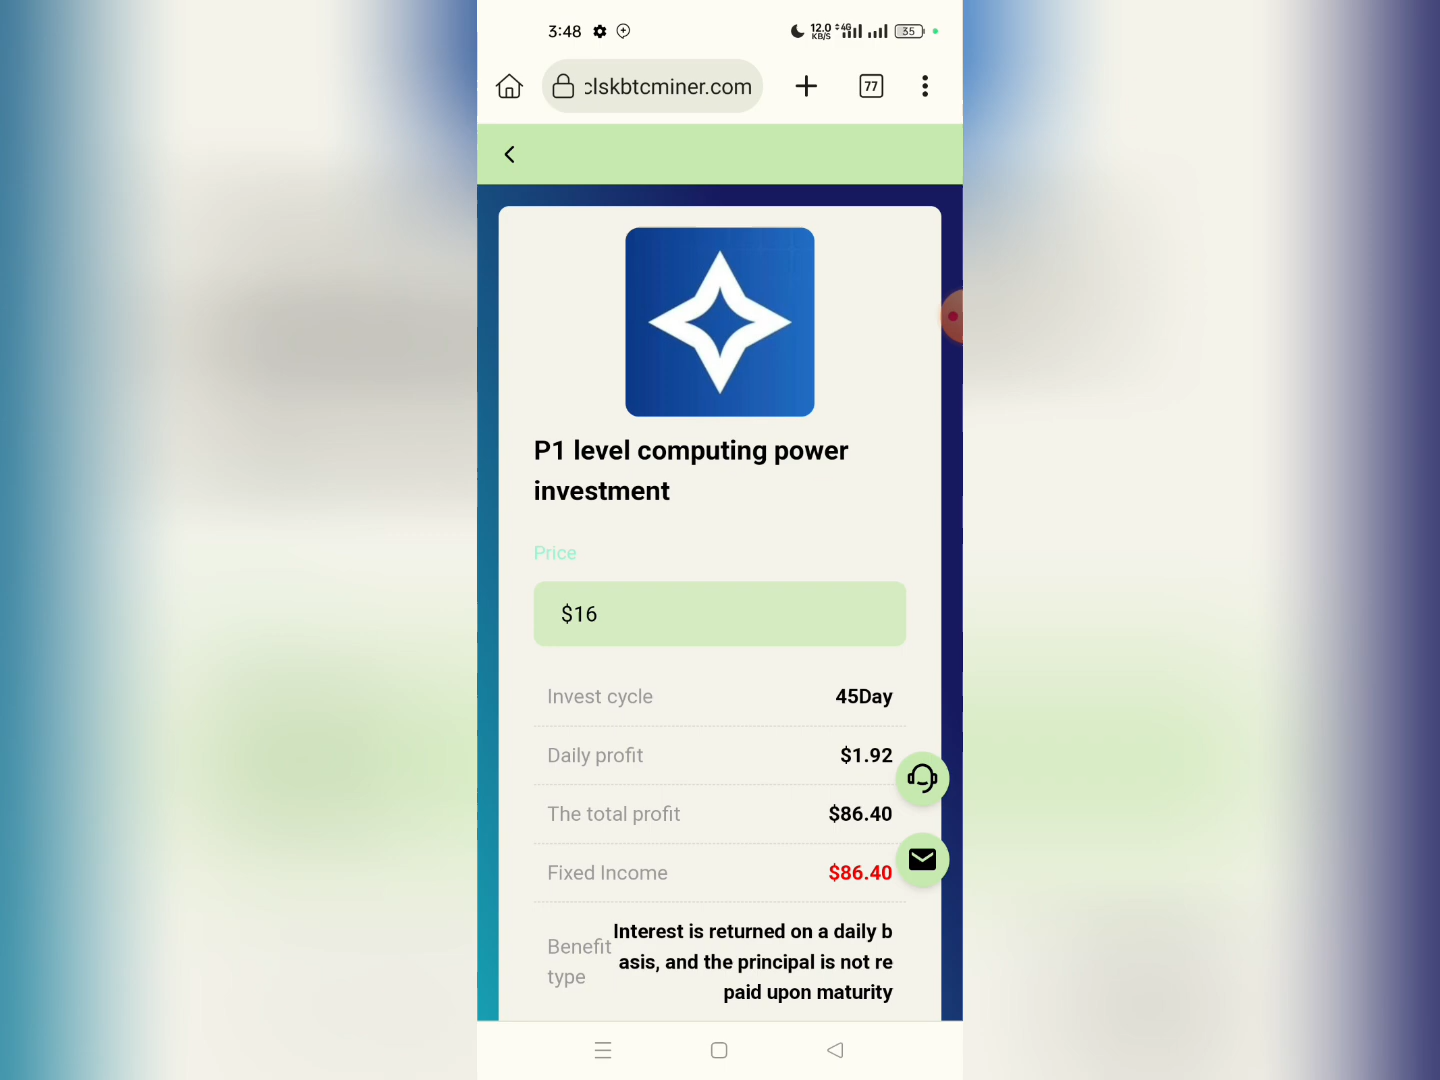 3:48
12.0
KB/S
4G
35
clskbtcminer.com
77
P1 level computing power
investment
Price
$16
Invest cycle 45Day
Daily profit $1.92
The total profit $86.40
Fixed Income $86.40
Benefit type
Interest is returned on a daily b
asis, and the principal is not re
paid upon maturity